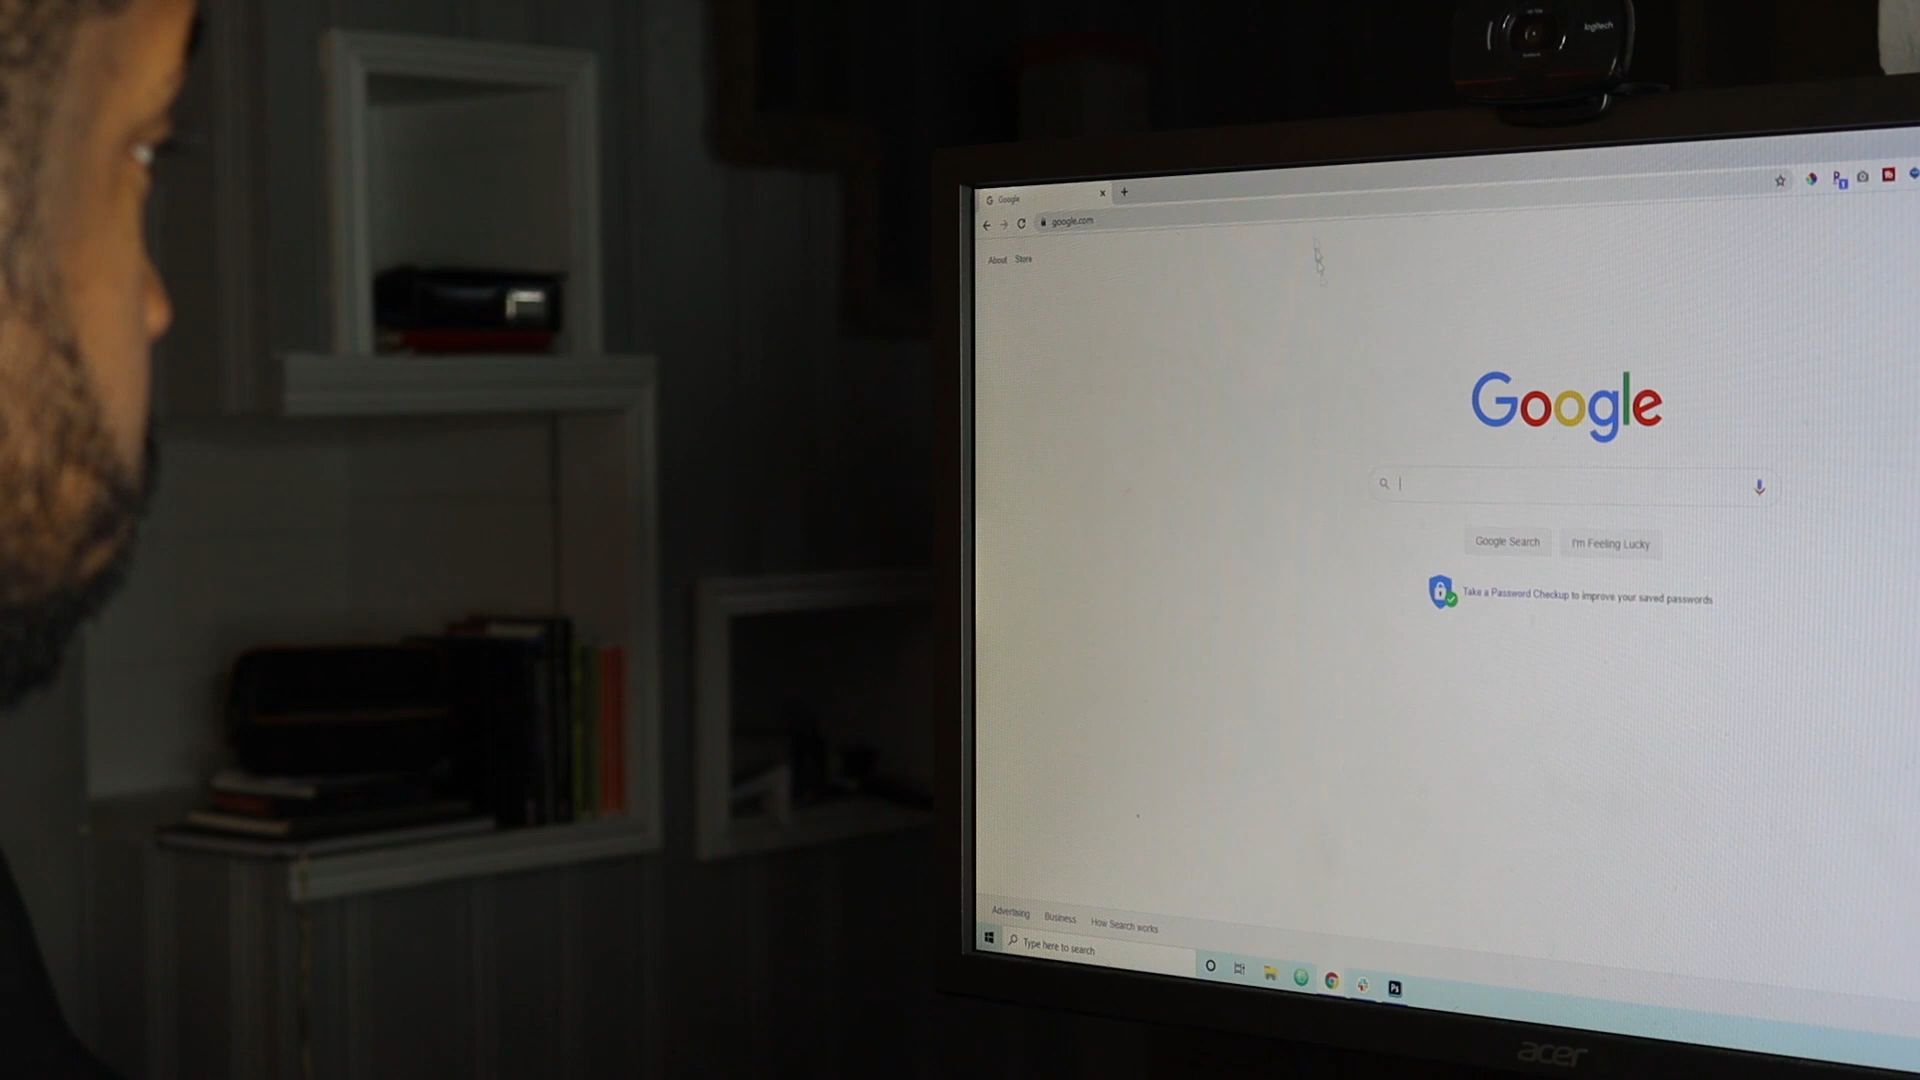 logitech
Google
google.com
About Store
Google
Google Search I'm Feeling Lucky
Take a Password Checkup to improve your saved passwords
Advertising Business How Search works
Type here to search
Ps
acer